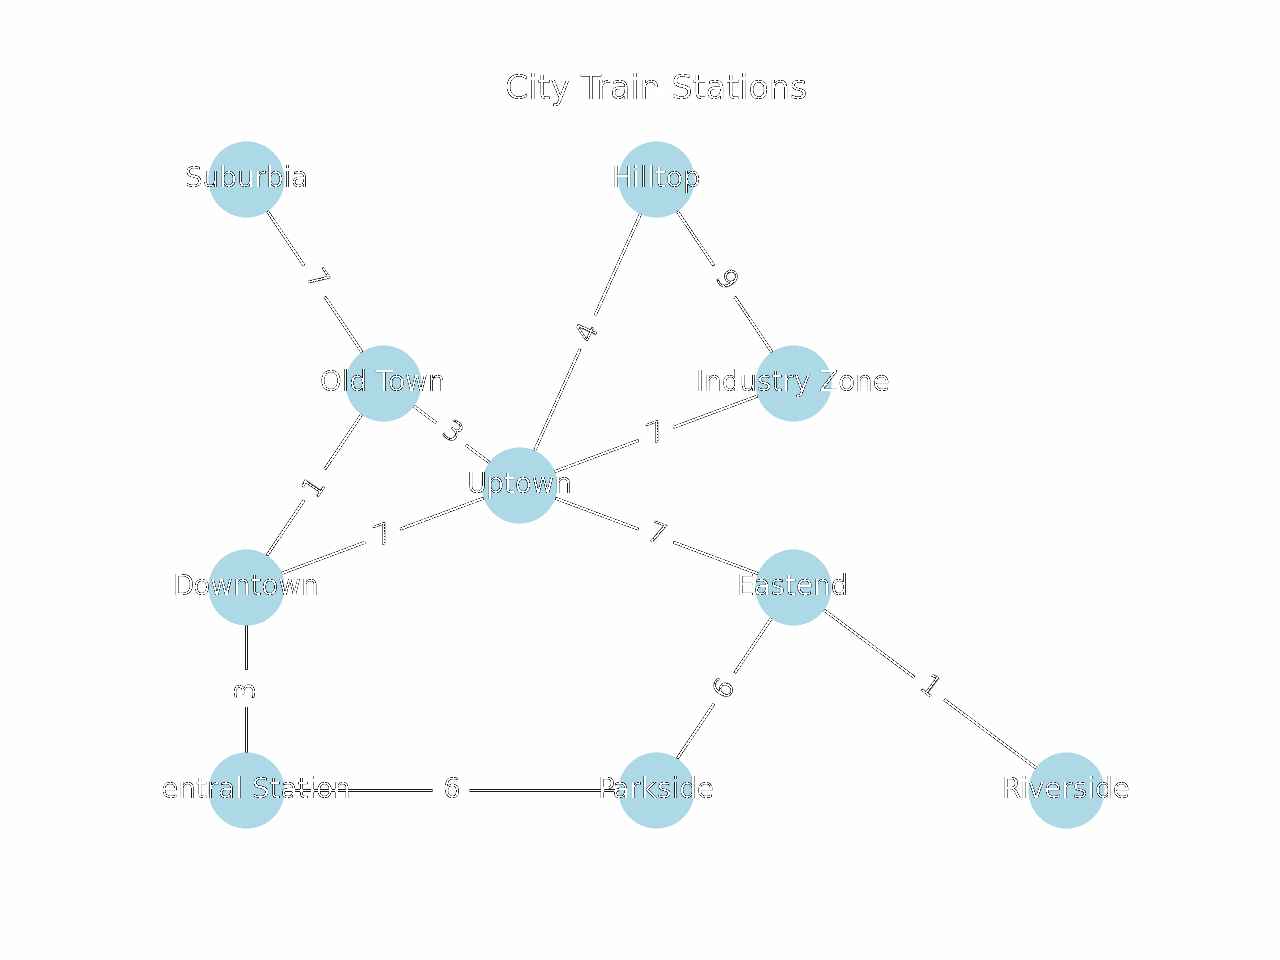 City Train Stations
Suburbia
Hilltop
7
9
4
Old Town
Industry Zone
3
7
Uptown
1
7
7
Downtown
Eastend
3
6
1
entral Station
6
Parkside
Riverside